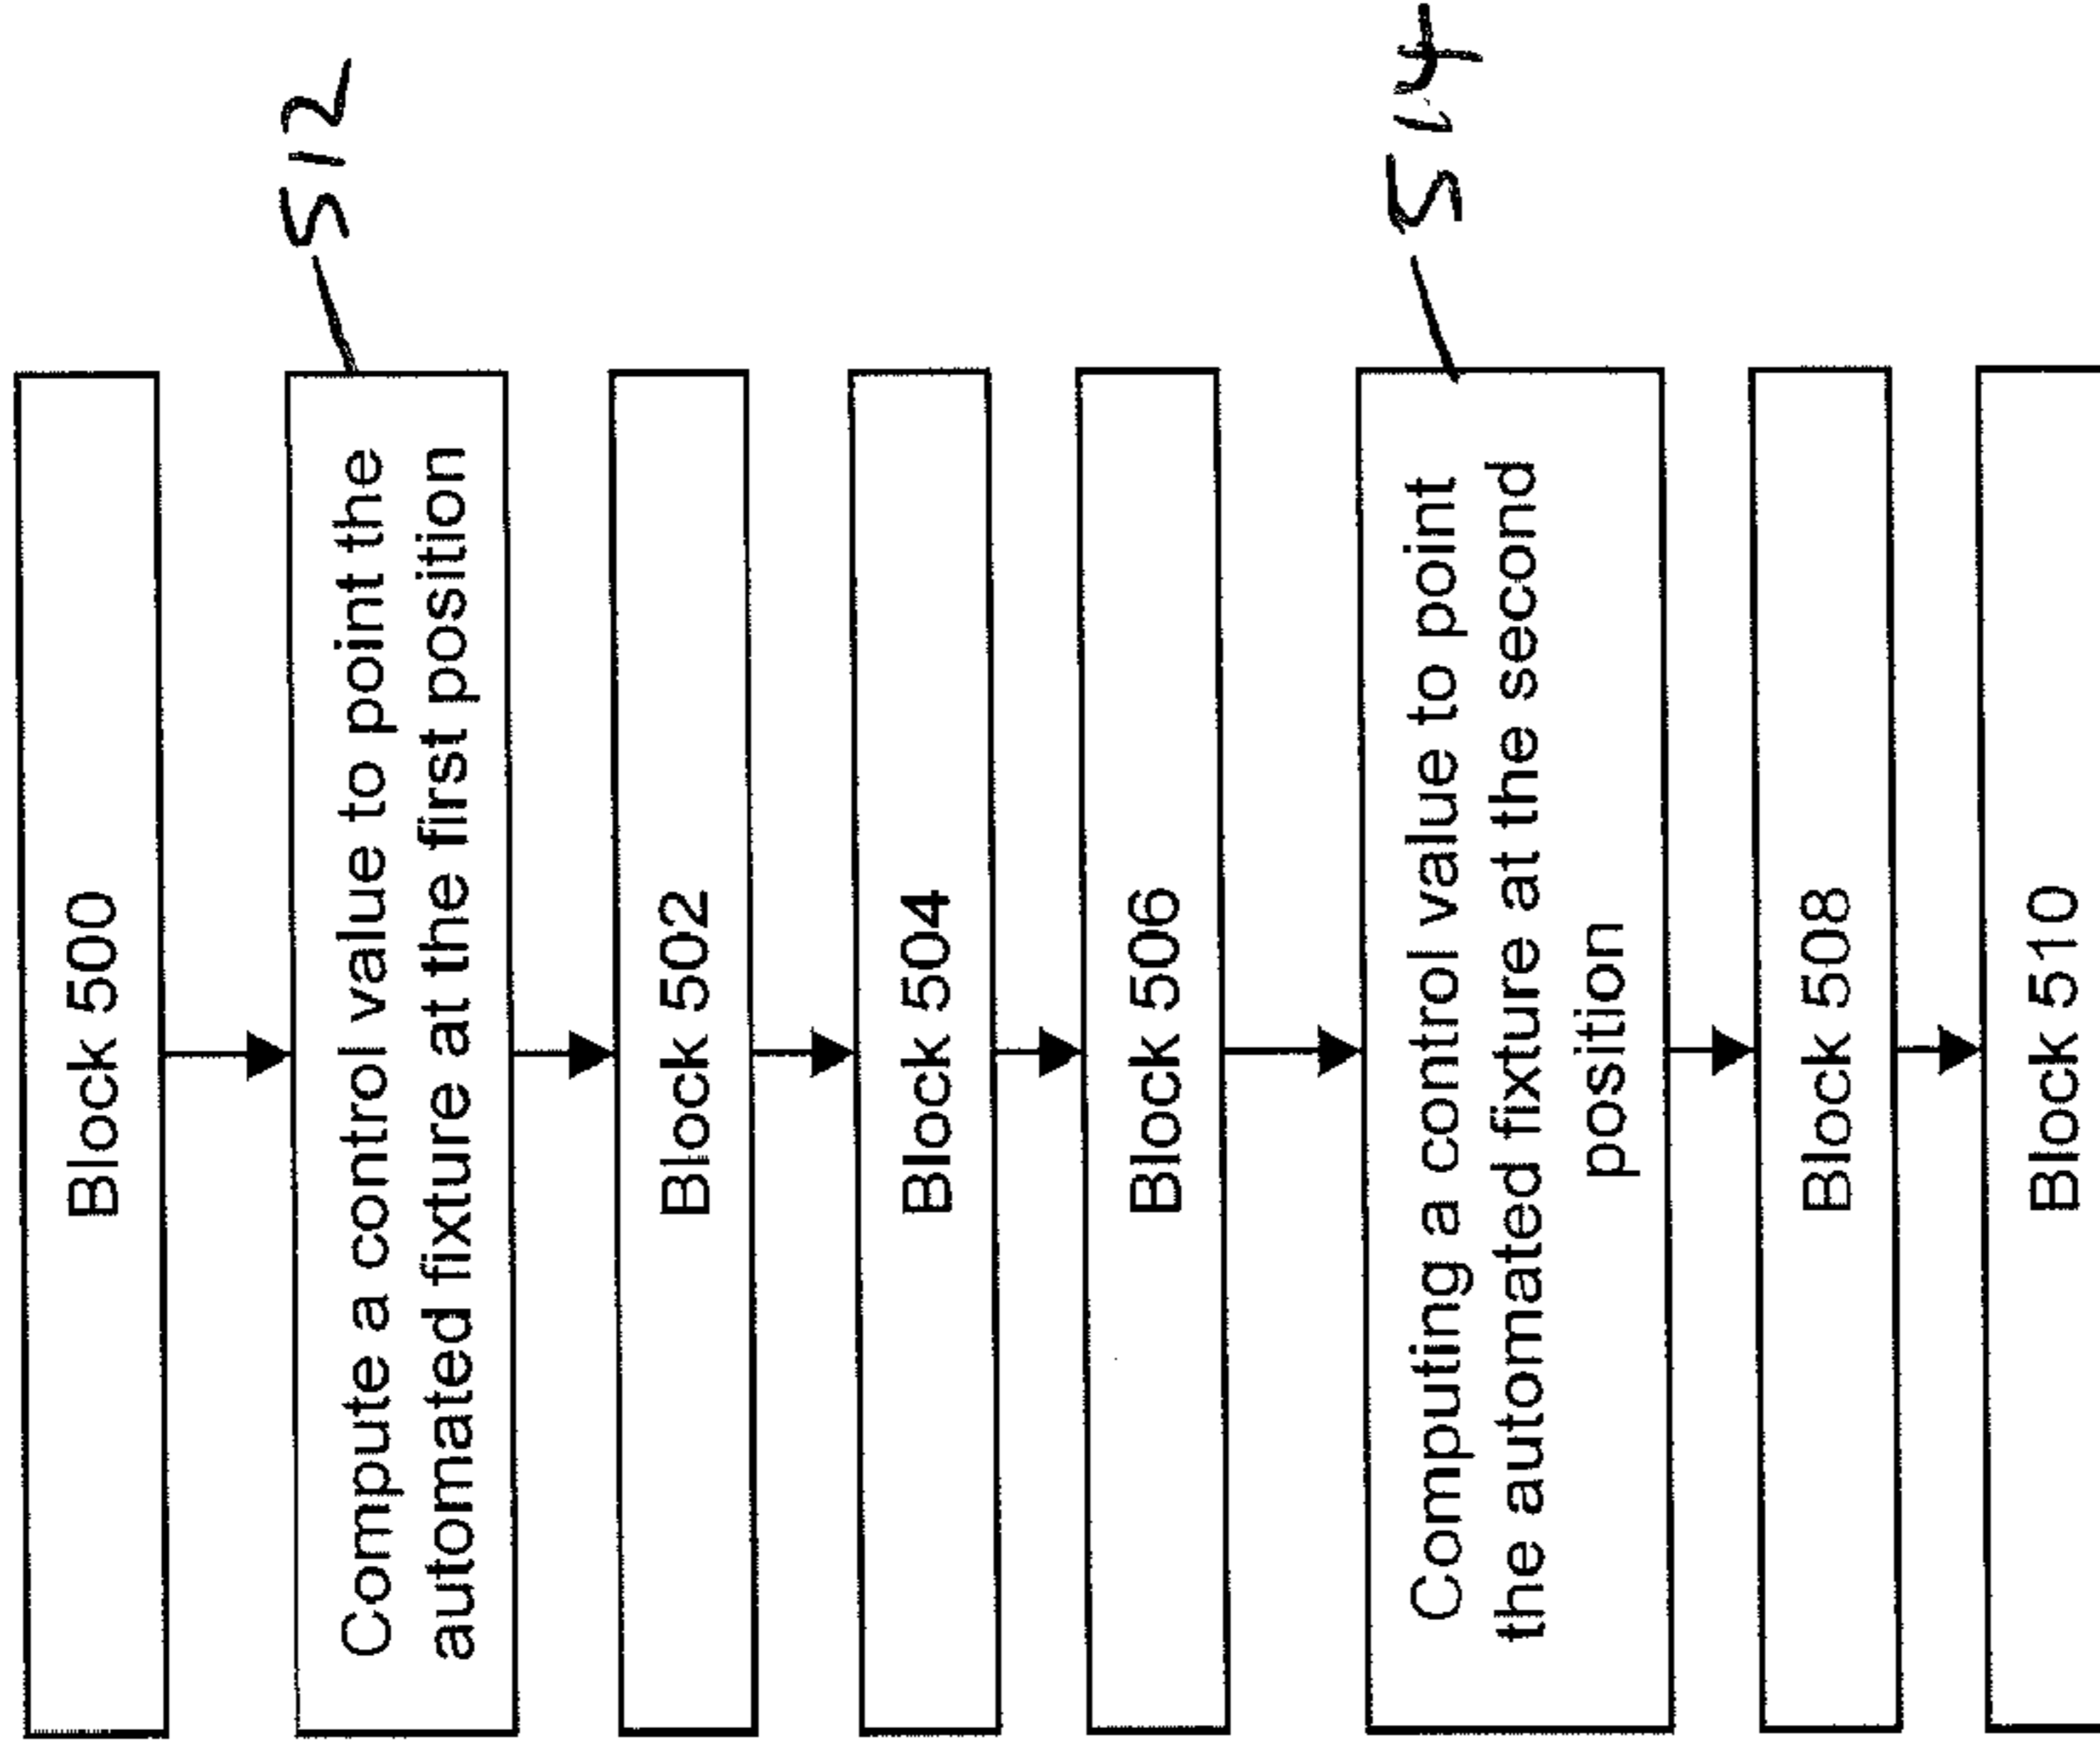 Block 500
512
Compute a control value to point the
automated fixture at the first position
Block 502
Block 504
Block 506
514
Computing a control value to point
the automated fixture at the second
position
Block 508
Block 510